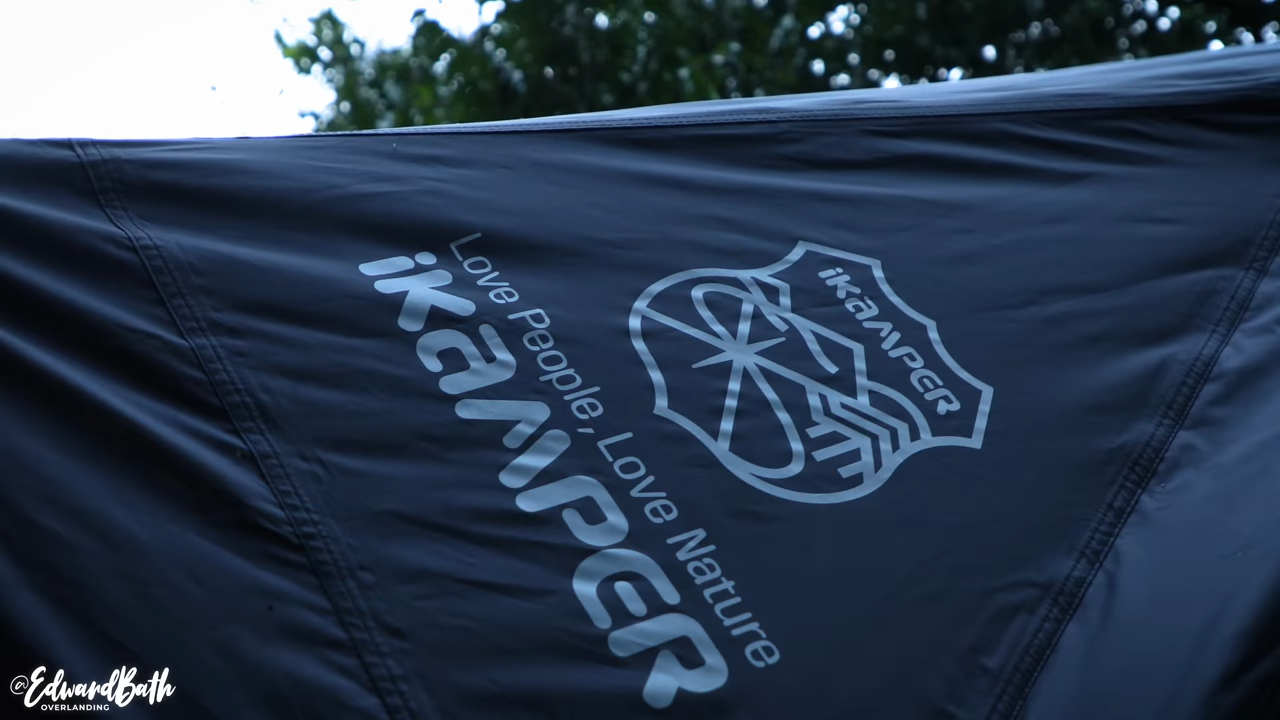 iKAMPER
Love People, Love Nature
iKAMPER
@EdwardBath
OVERLANDING